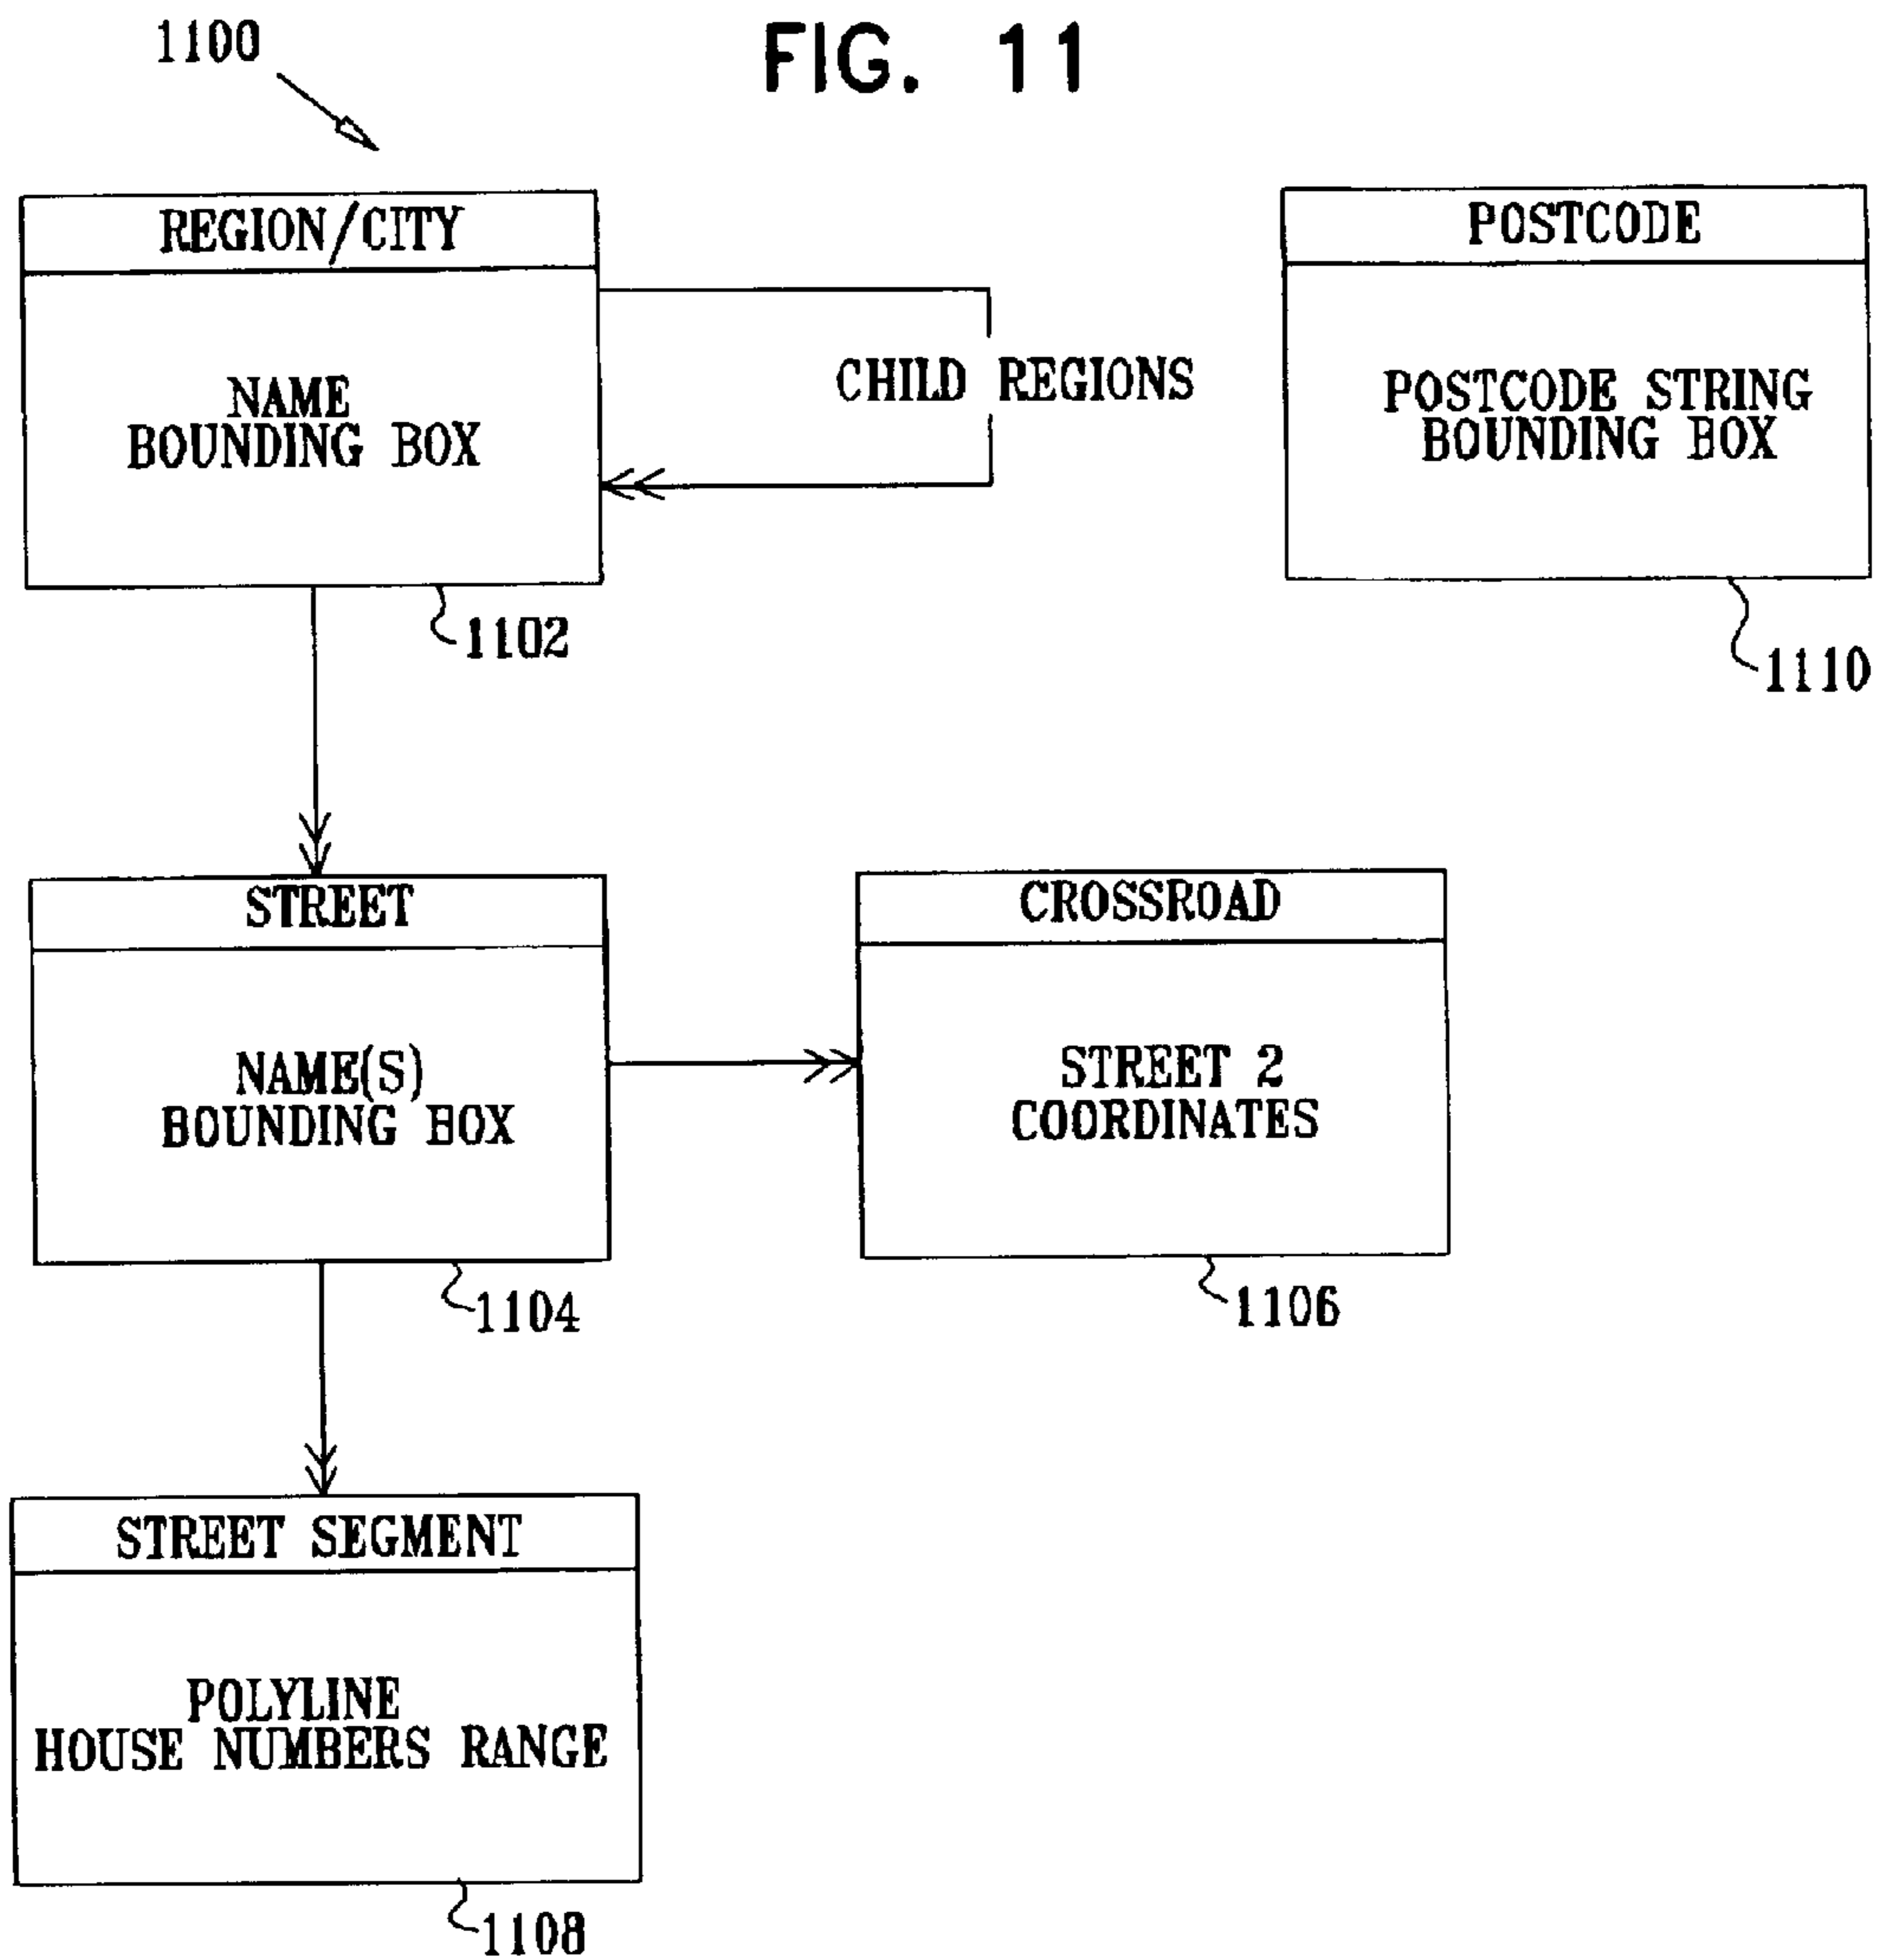 1100
FIG. 11
REGION/CITY
NAME
BOUNDING BOX
CHILD REGIONS
1102
POSTCODE
POSTCODE STRING
BOUNDING BOX
1110
STREET
NAME(S)
BOUNDING BOX
1104
CROSSROAD
STREET 2
COORDINATES
1106
STREET SEGMENT
POLYLINE
HOUSE NUMBERS RANGE
1108